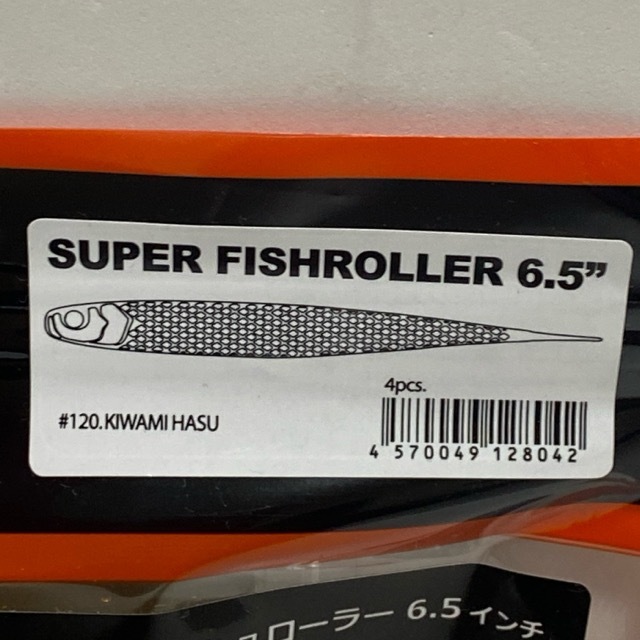 SUPER FISHROLLER 6.5”
4pcs.
#120.KIWAMI HASU
4 570049 128042
ローラー 6.5インチ